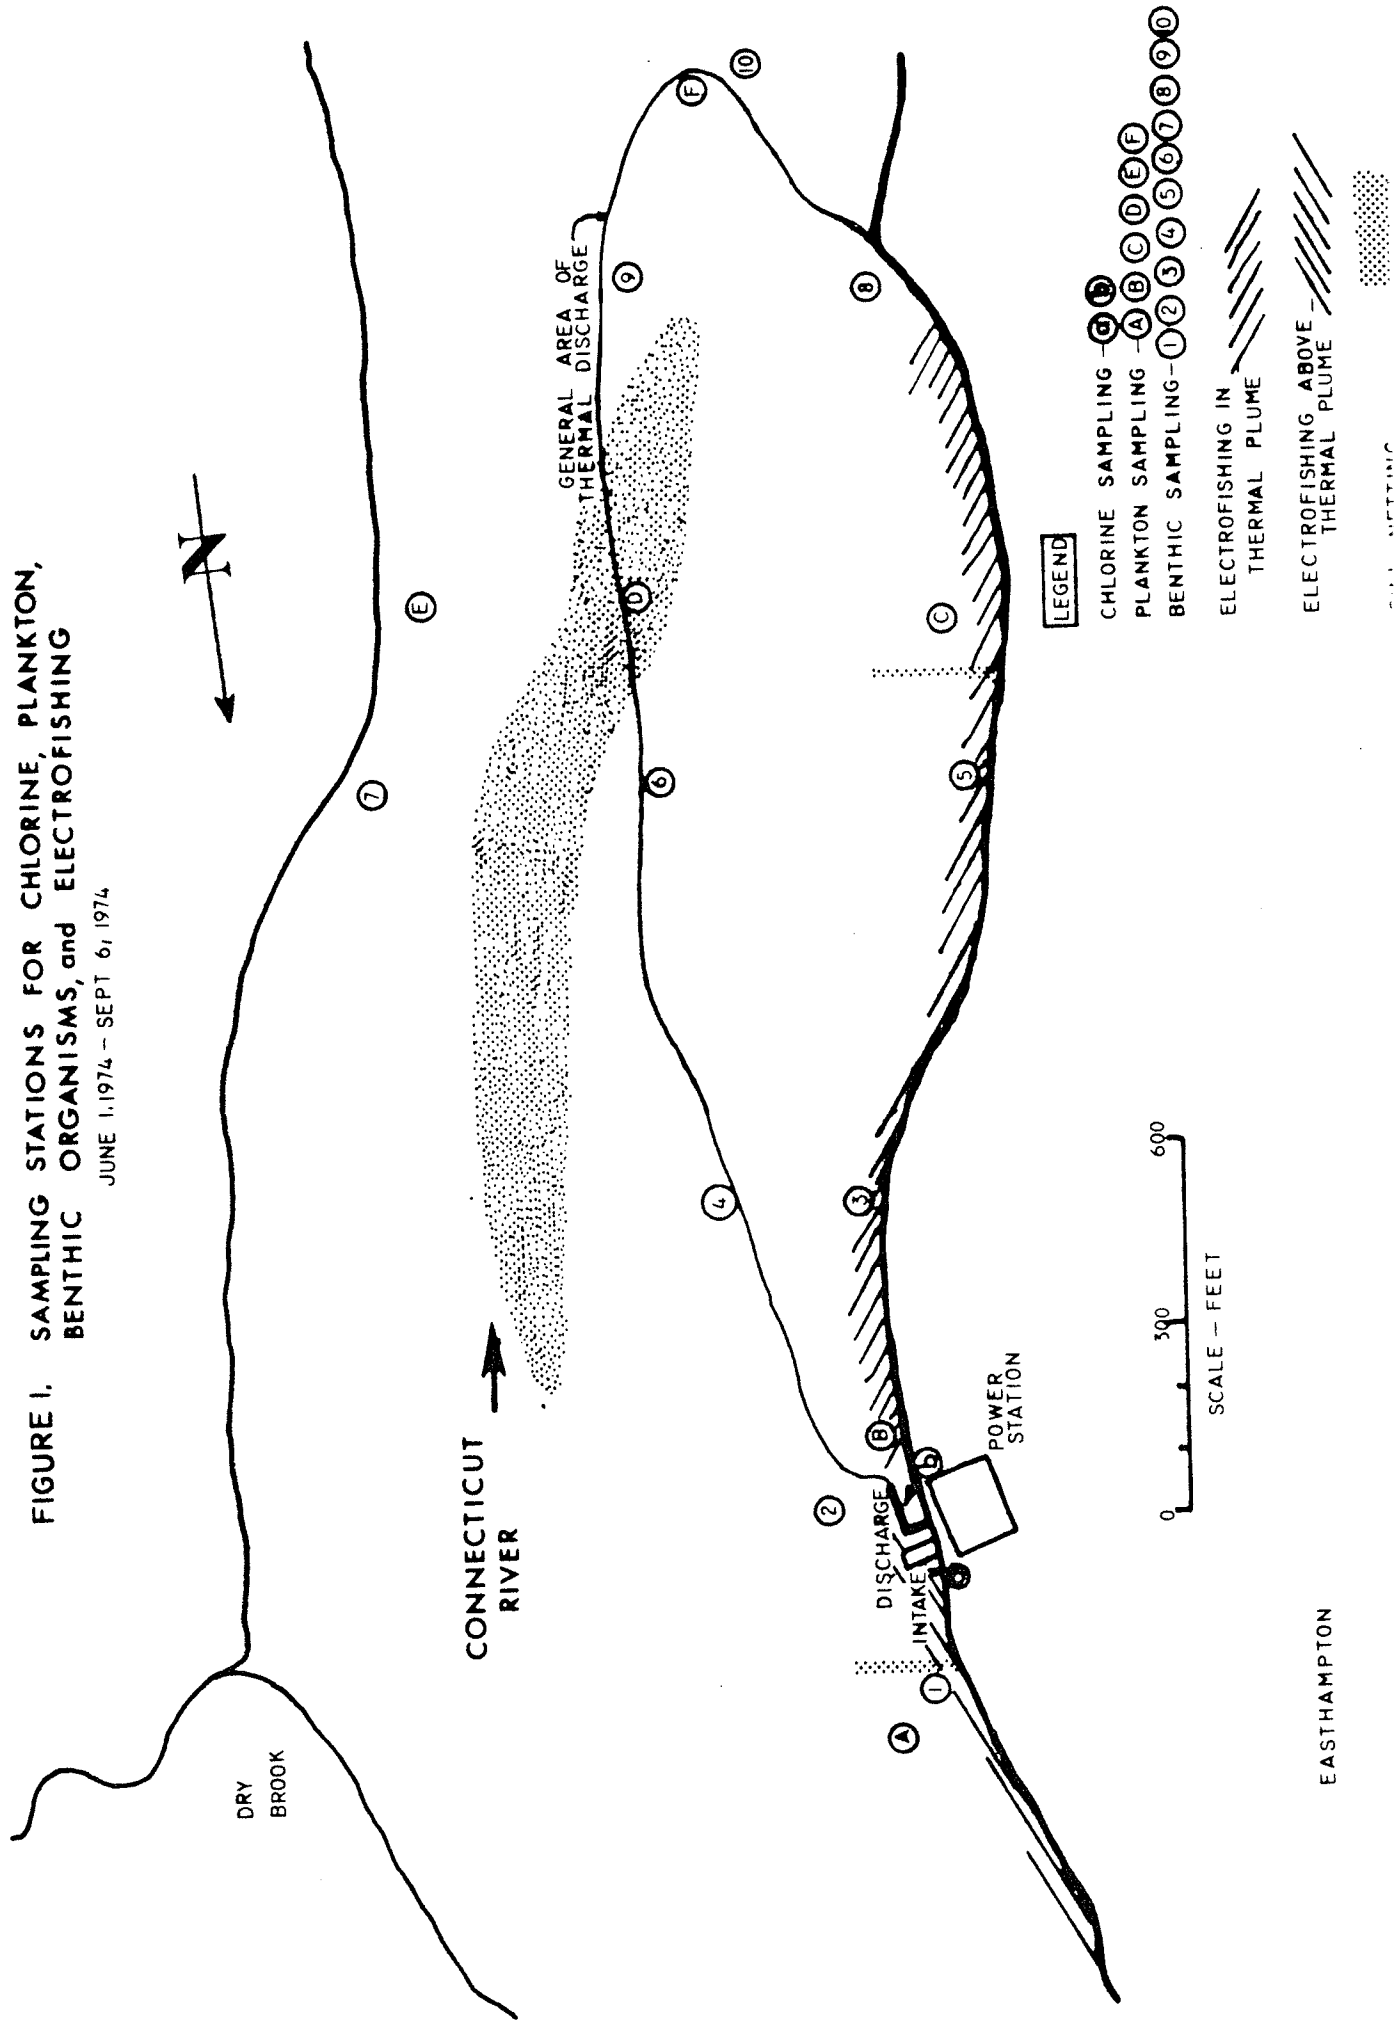 FIGURE 1. SAMPLING STATIONS FOR CHLORINE, PLANKTON,
BENTHIC ORGANISMS, and ELECTROFISHING
JUNE 1,1974 – SEPT 6, 1974
N
DRY
BROOK
CONNECTICUT
RIVER
GENERAL AREA OF
THERMAL DISCHARGE
7
E
6
D
9
F
10
4
2
3
B
5
C
8
DISCHARGE
INTAKE
b
a
1
A
POWER
STATION
EASTHAMPTON
0 300 600
SCALE – FEET
LEGEND
CHLORINE SAMPLING – a b
PLANKTON SAMPLING – A B C D E F
BENTHIC SAMPLING – 1 2 3 4 5 6 7 8 9 10
ELECTROFISHING IN
THERMAL PLUME
ELECTROFISHING ABOVE –
THERMAL PLUME